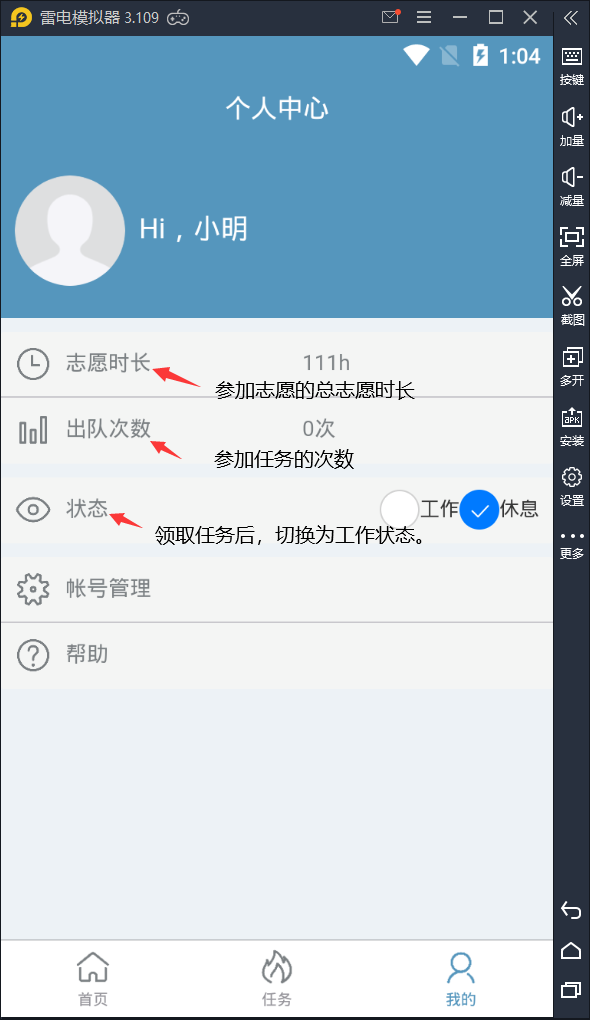 雷电模拟器 3.109
1:04
个人中心
Hi，小明
志愿时长 111h
参加志愿的总志愿时长
出队次数 0次
参加任务的次数
状态 工作 休息
领取任务后，切换为工作状态。
帐号管理
帮助
首页 任务 我的
按键
加量
减量
全屏
截图
多开
APK
安装
设置
更多